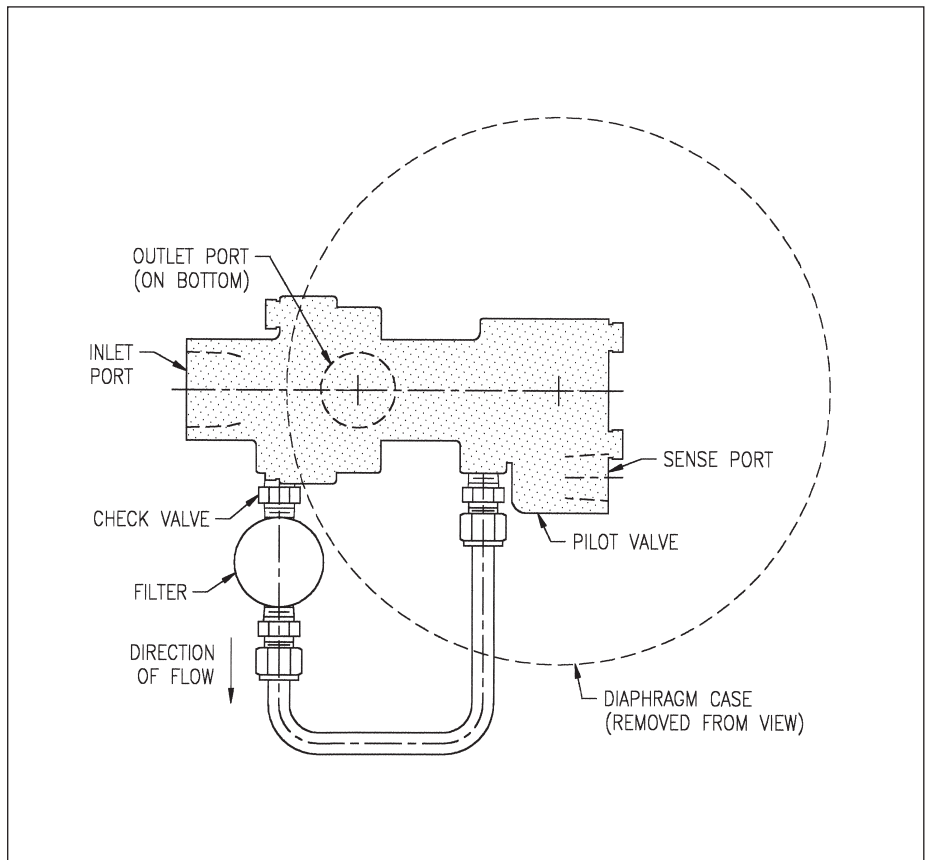 OUTLET PORT
(ON BOTTOM)
INLET
PORT
SENSE PORT
CHECK VALVE
PILOT VALVE
FILTER
DIRECTION
OF FLOW
DIAPHRAGM CASE
(REMOVED FROM VIEW)